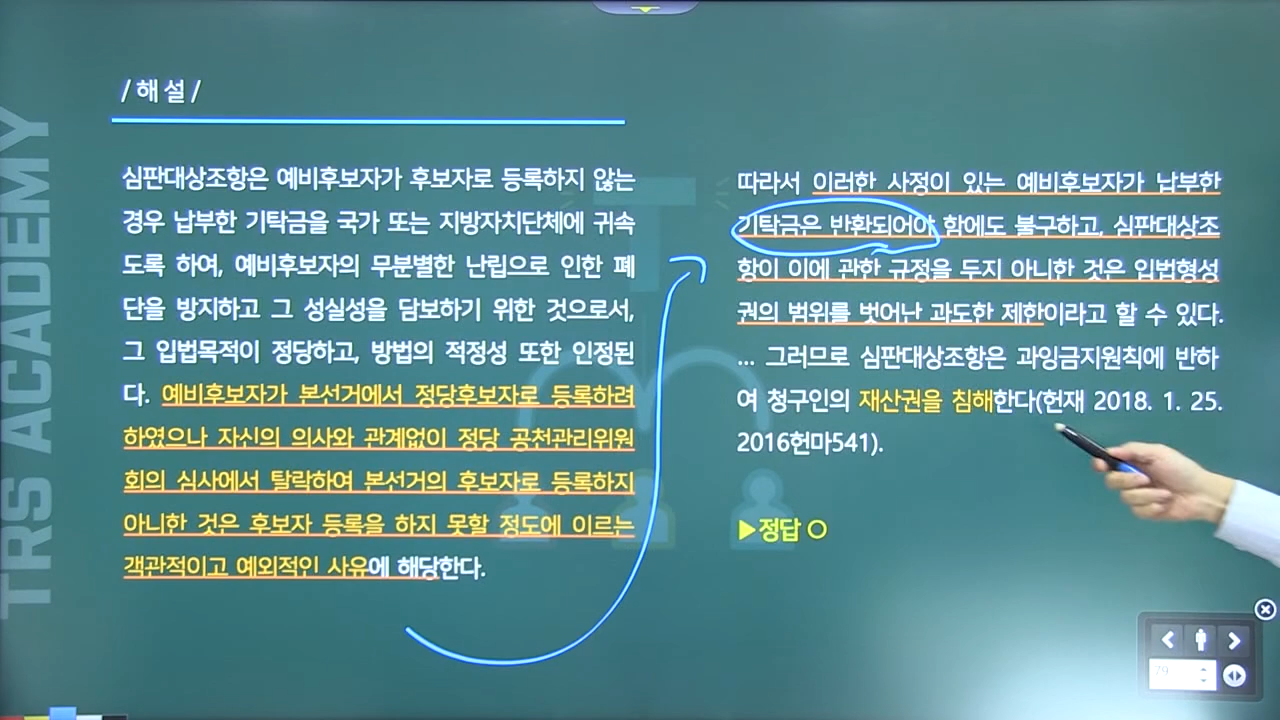 / 해 설 /
심판대상조항은 예비후보자가 후보자로 등록하지 않는
경우 납부한 기탁금을 국가 또는 지방자치단체에 귀속
도록 하여, 예비후보자의 무분별한 난립으로 인한 폐
단을 방지하고 그 성실성을 담보하기 위한 것으로서,
그 입법목적이 정당하고, 방법의 적정성 또한 인정된
다. 예비후보자가 본선거에서 정당후보자로 등록하려
하였으나 자신의 의사와 관계없이 정당 공천관리위원
회의 심사에서 탈락하여 본선거의 후보자로 등록하지
아니한 것은 후보자 등록을 하지 못할 정도에 이르는
객관적이고 예외적인 사유에 해당한다.
따라서 이러한 사정이 있는 예비후보자가 납부한
기탁금은 반환되어야 함에도 불구하고, 심판대상조
항이 이에 관한 규정을 두지 아니한 것은 입법형성
권의 범위를 벗어난 과도한 제한이라고 할 수 있다.
... 그러므로 심판대상조항은 과잉금지원칙에 반하
여 청구인의 재산권을 침해한다(헌재 2018. 1. 25.
2016헌마541).
▶정답 O
TRS ACADEMY
79